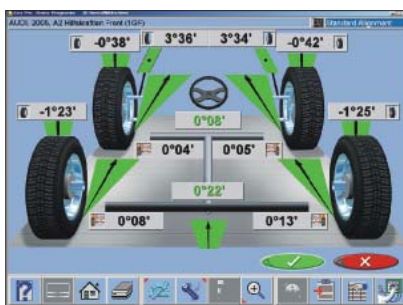 AUDI, 2005, A2 Hilfskration Front (1GF)
Standard Alignment
-0°38' 3°36' 3°34' -0°42'
-1°23' 0°08' -1°25'
0°04' 0°05'
0°22'
0°08' 0°13'
?